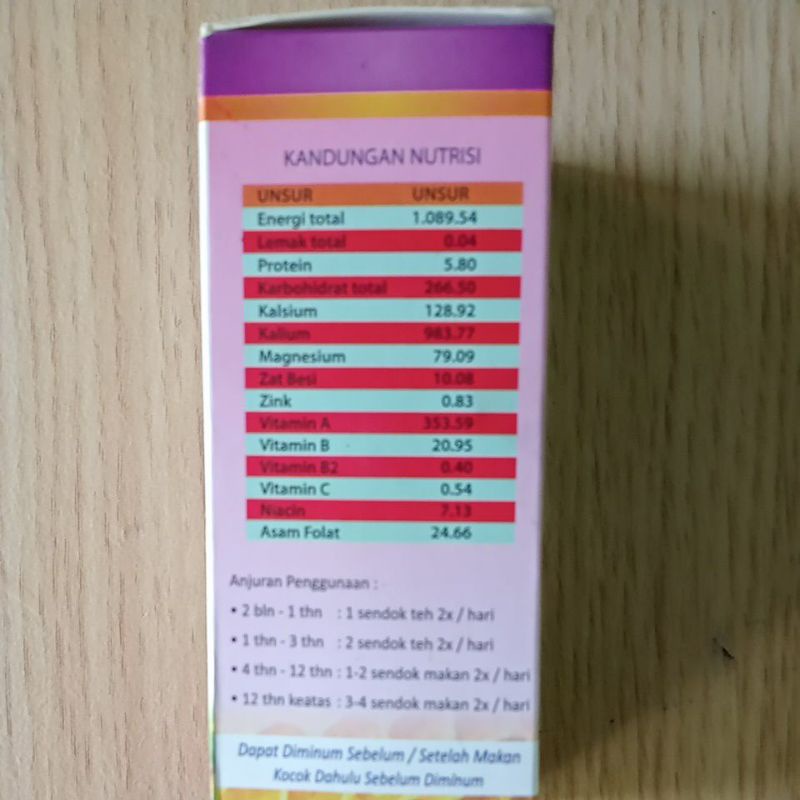 KANDUNGAN NUTRISI
UNSUR UNSUR
Energi total 1.089.54
Lemak total 0.04
Protein 5.80
Karbohidrat total 266.50
Kalsium 128.92
Kalium 983.77
Magnesium 79.09
Zat Besi 10.08
Zink 0.83
Vitamin A 353.59
Vitamin B 20.95
Vitamin B2 0.40
Vitamin C 0.54
Niacin 7.13
Asam Folat 24.66
Anjuran Penggunaan :
• 2 bln - 1 thn : 1 sendok teh 2x / hari
• 1 thn - 3 thn : 2 sendok teh 2x / hari
• 4 thn - 12 thn : 1-2 sendok makan 2x / hari
• 12 thn keatas : 3-4 sendok makan 2x / hari
Dapat Diminum Sebelum / Setelah Makan
Kocok Dahulu Sebelum Diminum